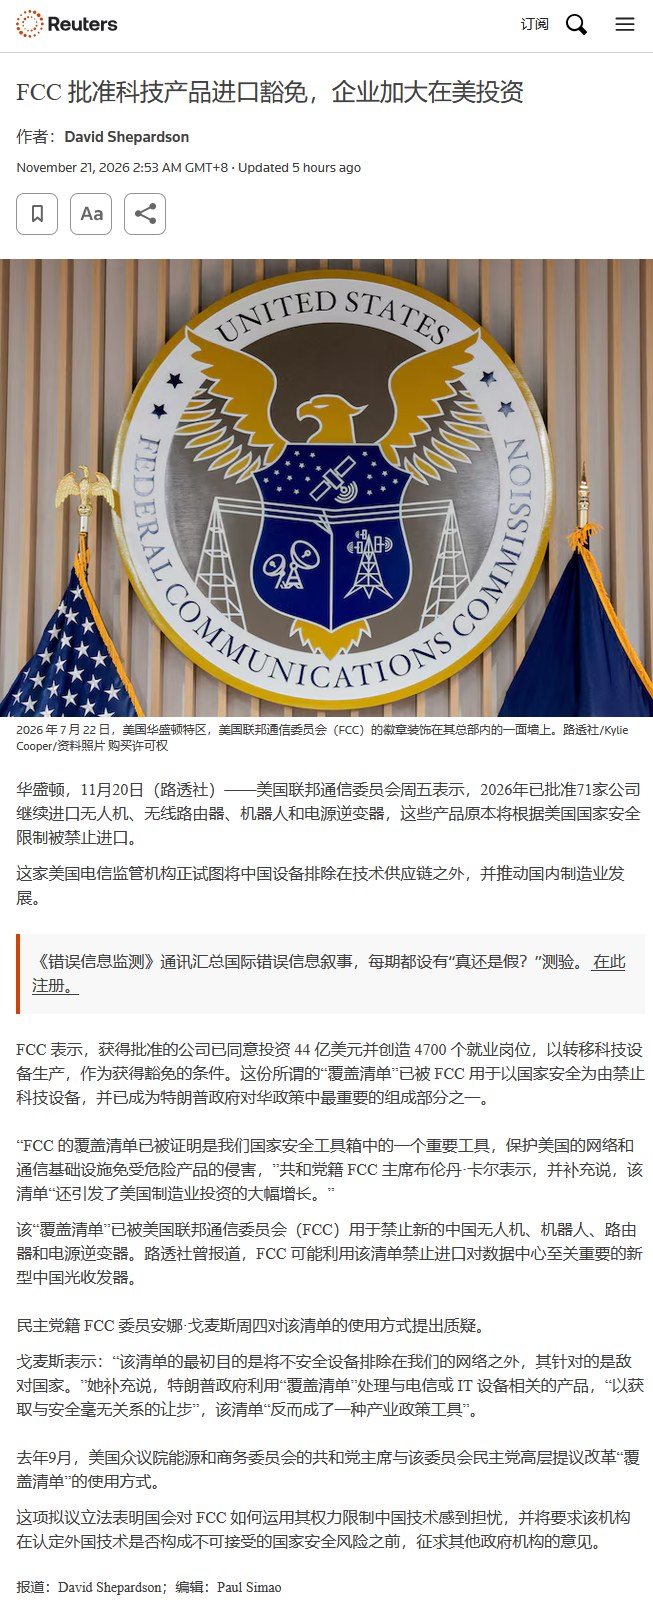 Reuters
订阅
FCC 批准科技产品进口豁免，企业加大在美投资
作者：David Shepardson
November 21, 2026 2:53 AM GMT+8 · Updated 5 hours ago
Aa
UNITED STATES
FEDERAL COMMUNICATIONS COMMISSION
2026 年 7 月 22 日，美国华盛顿特区，美国联邦通信委员会（FCC）的徽章装饰在其总部内的一面墙上。路透社/Kylie
Cooper/资料照片 购买许可权
华盛顿，11月20日（路透社）——美国联邦通信委员会周五表示，2026年已批准71家公司
继续进口无人机、无线路由器、机器人和电源逆变器，这些产品原本将根据美国国家安全
限制被禁止进口。
这家美国电信监管机构正试图将中国设备排除在技术供应链之外，并推动国内制造业发
展。
《错误信息监测》通讯汇总国际错误信息叙事，每期都设有“真还是假？”测验。 在此
注册。
FCC 表示，获得批准的公司已同意投资 44 亿美元并创造 4700 个就业岗位，以转移科技设
备生产，作为获得豁免的条件。这份所谓的“覆盖清单”已被 FCC 用于以国家安全为由禁止
科技设备，并已成为特朗普政府对华政策中最重要的组成部分之一。
“FCC 的覆盖清单已被证明是我们国家安全工具箱中的一个重要工具，保护美国的网络和
通信基础设施免受危险产品的侵害，”共和党籍 FCC 主席布伦丹·卡尔表示，并补充说，该
清单“还引发了美国制造业投资的大幅增长。”
该“覆盖清单”已被美国联邦通信委员会（FCC）用于禁止新的中国无人机、机器人、路由
器和电源逆变器。路透社曾报道，FCC 可能利用该清单禁止进口对数据中心至关重要的新
型中国光收发器。
民主党籍 FCC 委员安娜·戈麦斯周四对该清单的使用方式提出质疑。
戈麦斯表示：“该清单的最初目的是将不安全设备排除在我们的网络之外，其针对的是敌
对国家。”她补充说，特朗普政府利用“覆盖清单”处理与电信或 IT 设备相关的产品，“以获
取与安全毫无关系的让步”，该清单“反而成了一种产业政策工具”。
去年9月，美国众议院能源和商务委员会的共和党主席与该委员会民主党高层提议改革“覆
盖清单”的使用方式。
这项拟议立法表明国会对 FCC 如何运用其权力限制中国技术感到担忧，并将要求该机构
在认定外国技术是否构成不可接受的国家安全风险之前，征求其他政府机构的意见。
报道：David Shepardson；编辑：Paul Simao